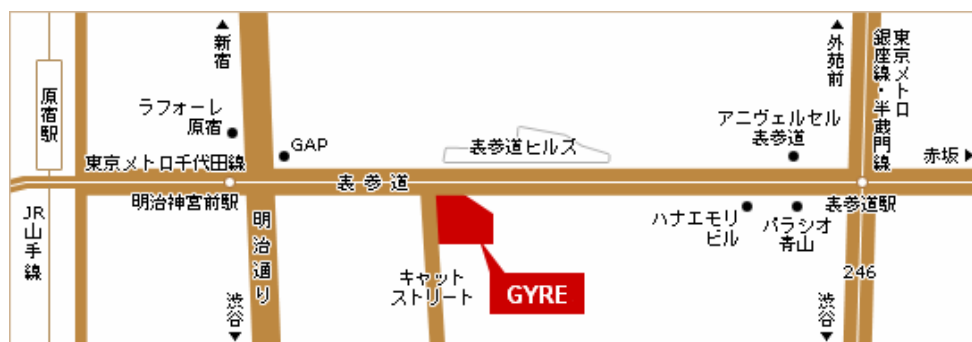 ▲新宿
▲外苑前
東京メトロ
銀座線・半蔵門線
原宿駅
ラフォーレ
原宿
GAP
表参道ヒルズ
アニヴェルセル
表参道
赤坂▶
東京メトロ千代田線
表参道
明治神宮前駅
表参道駅
JR山手線
明治通り
ハナエモリ
ビル
パラシオ
青山
キャット
ストリート
GYRE
246
渋谷▼
渋谷▼